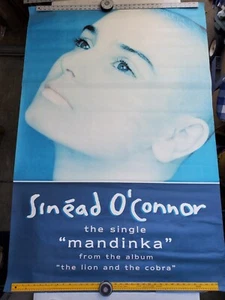 Sinéad O'Connor
the single
"mandinka"
from the album
"the lion and the cobra"